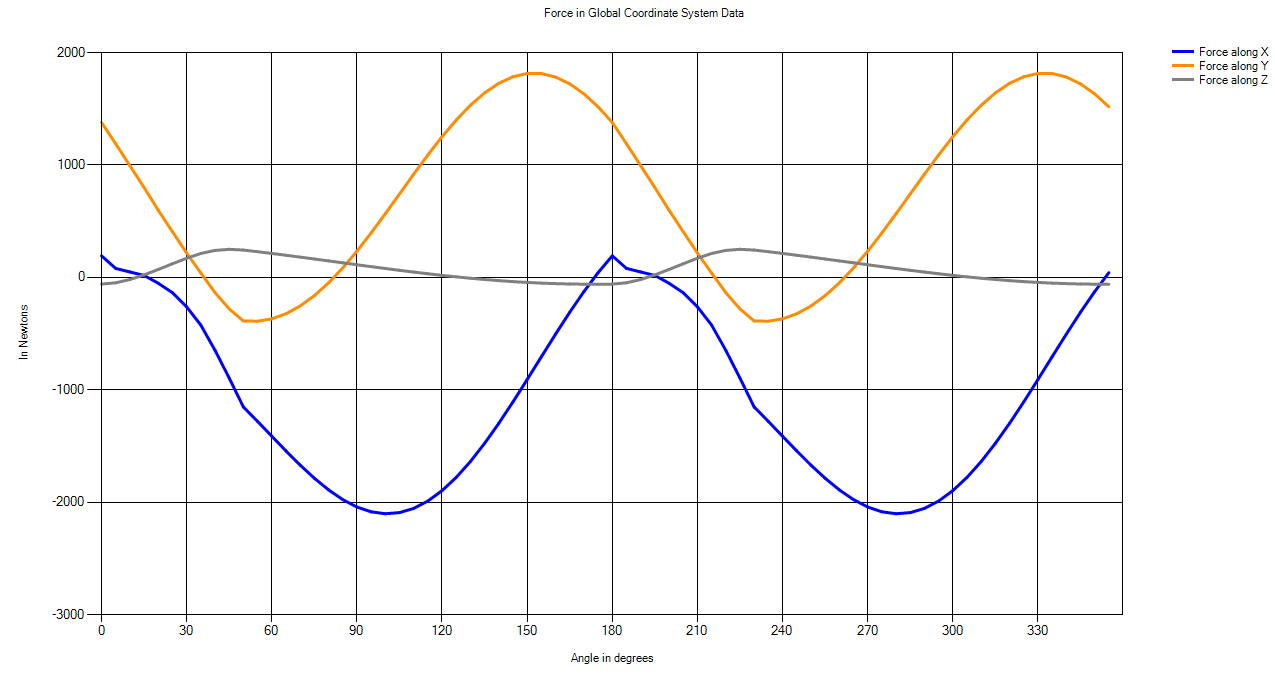 Force in Global Coordinate System Data
Force along X
Force along Y
Force along Z
2000
1000
0
-1000
-2000
-3000
In Newtons
0 30 60 90 120 150 180 210 240 270 300 330
Angle in degrees